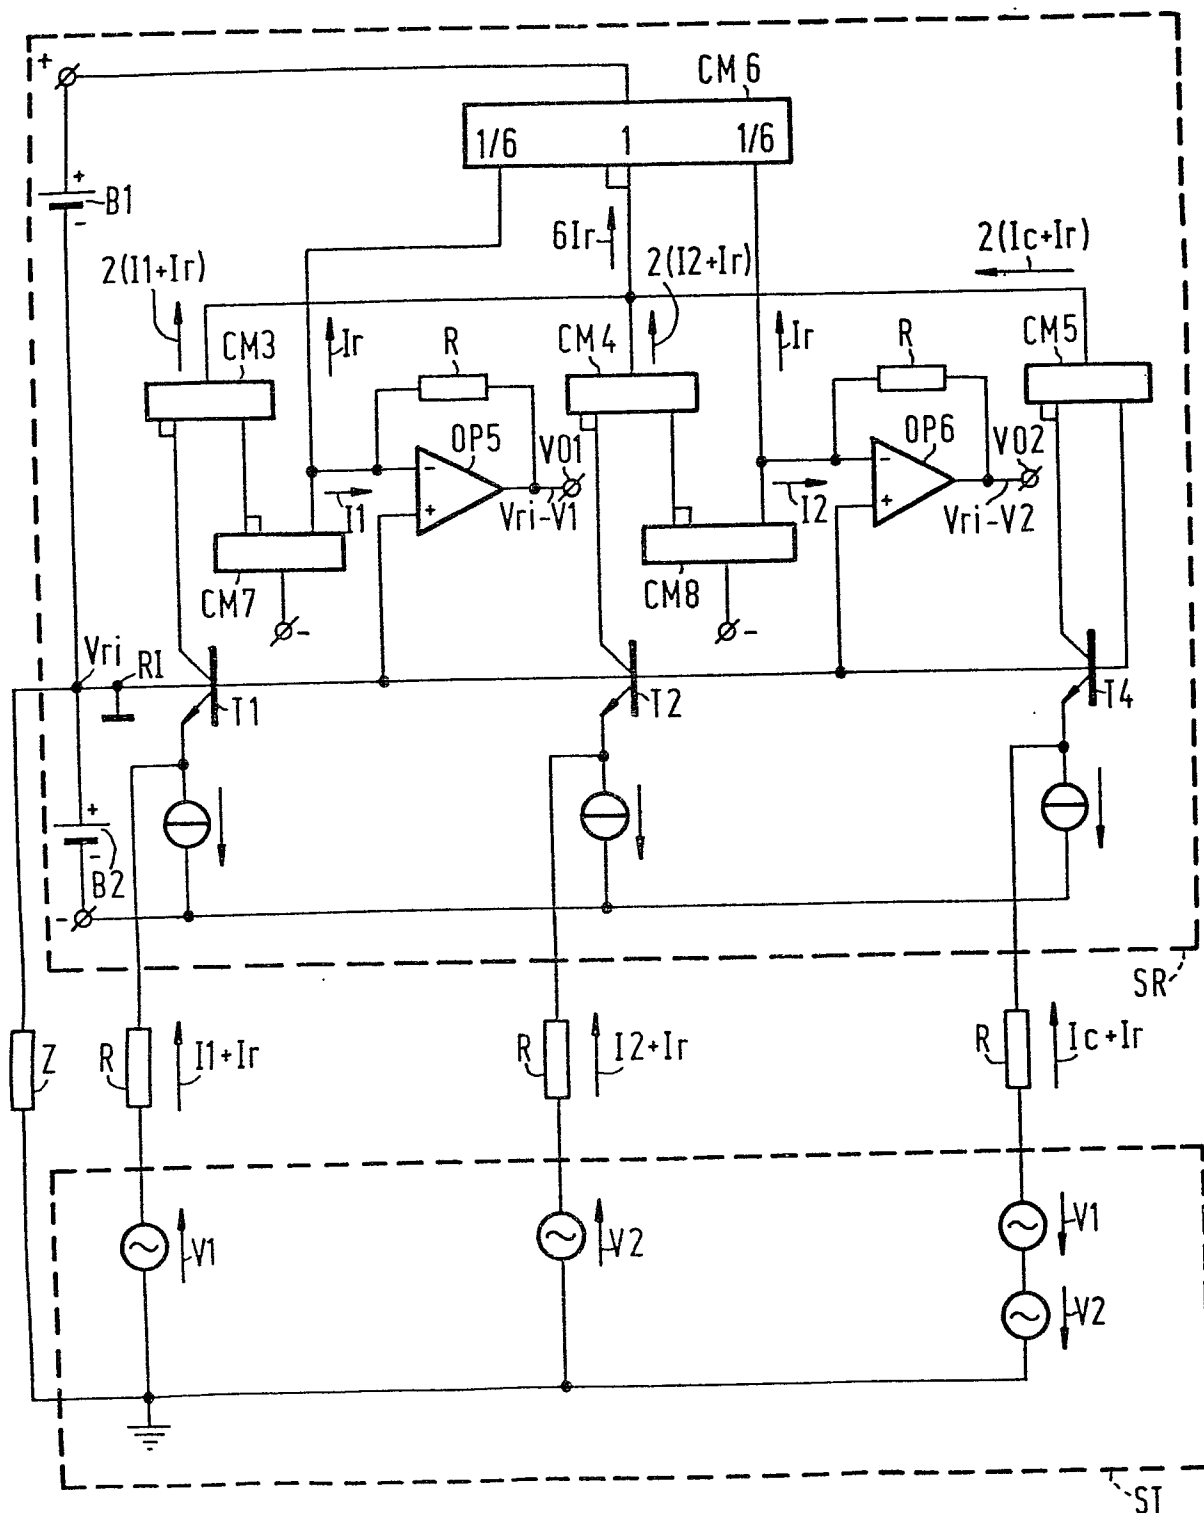 CM6
+
1/6 1 1/6
+
B1
-
6Ir
2(Ic+Ir)
2(I1+Ir)
2(I2+Ir)
CM3
Ir
R
CM4
Ir
R
CM5
OP5
VO1
OP6
VO2
-
+
I1
Vri-V1
-
+
I2
Vri-V2
CM7
-
CM8
-
Vri
RI
T1
T2
T4
+
-
B2
-
SR
Z
R
I1+Ir
R
I2+Ir
R
Ic+Ir
V1
V2
V1
V2
ST